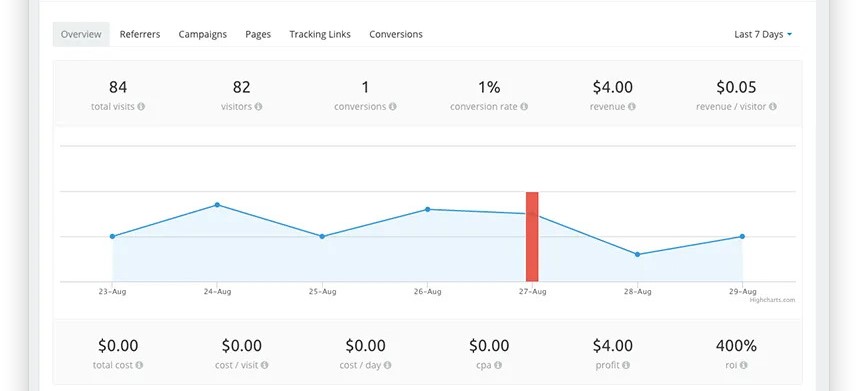 Overview Referrers Campaigns Pages Tracking Links Conversions Last 7 Days
84 82 1 1% $4.00 $0.05
total visits visitors conversions conversion rate revenue revenue / visitor
23-Aug 24-Aug 25-Aug 26-Aug 27-Aug 28-Aug 29-Aug
Highcharts.com
$0.00 $0.00 $0.00 $0.00 $4.00 400%
total cost cost / visit cost / day cpa profit roi